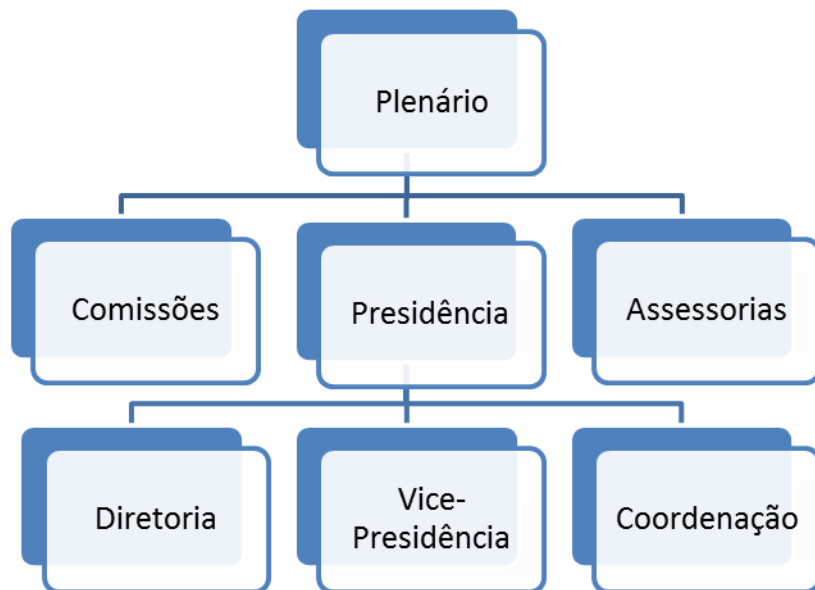 Plenário
Comissões
Presidência
Assessorias
Diretoria
Vice-
Presidência
Coordenação